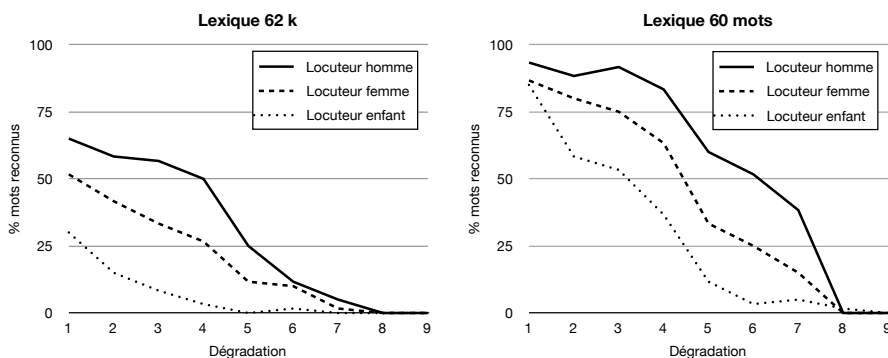 Lexique 62 k
100
75
50
25
0
% mots reconnus
Locuteur homme
Locuteur femme
Locuteur enfant
1 2 3 4 5 6 7 8 9
Dégradation
Lexique 60 mots
100
75
50
25
0
% mots reconnus
Locuteur homme
Locuteur femme
Locuteur enfant
1 2 3 4 5 6 7 8 9
Dégradation